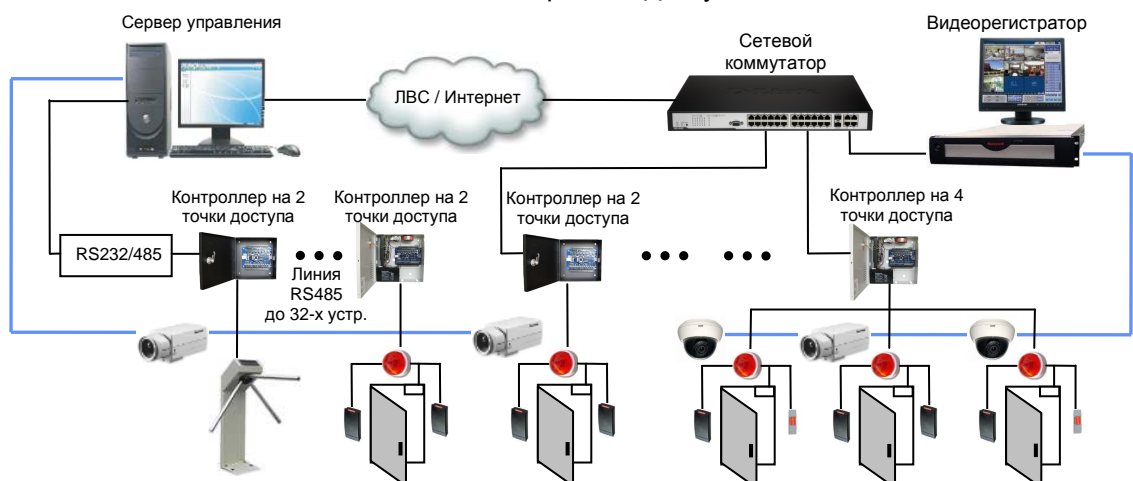 Сервер управления
Видеорегистратор
Сетевой
коммутатор
ЛВС / Интернет
Контроллер на 2
точки доступа
Контроллер на 2
точки доступа
Контроллер на 2
точки доступа
Контроллер на 4
точки доступа
RS232/485
Линия
RS485
до 32-х устр.